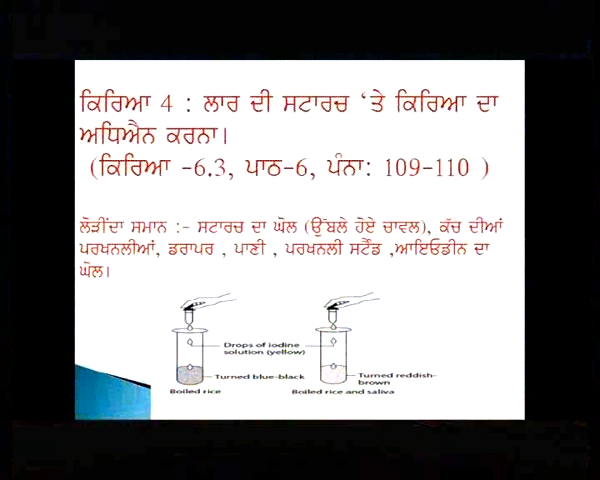 ਕਿਰਿਆ 4 : ਲਾਰ ਦੀ ਸਟਾਰਚ ‘ਤੇ ਕਿਰਿਆ ਦਾ
ਅਧਿਐਨ ਕਰਨਾ।
(ਕਿਰਿਆ -6.3, ਪਾਠ-6, ਪੰਨਾ: 109-110 )
ਲੋੜੀਂਦਾ ਸਮਾਨ :- ਸਟਾਰਚ ਦਾ ਘੋਲ (ਉੱਬਲੇ ਹੋਏ ਚਾਵਲ), ਕੱਚ ਦੀਆਂ
ਪਰਖਨਲੀਆਂ, ਡਰਾਪਰ , ਪਾਣੀ , ਪਰਖਨਲੀ ਸਟੈਂਡ ,ਆਇਓਡੀਨ ਦਾ
ਘੋਲ।
Drops of iodine
solution (yellow)
Turned blue-black
Turned reddish-
brown
Boiled rice
Boiled rice and saliva